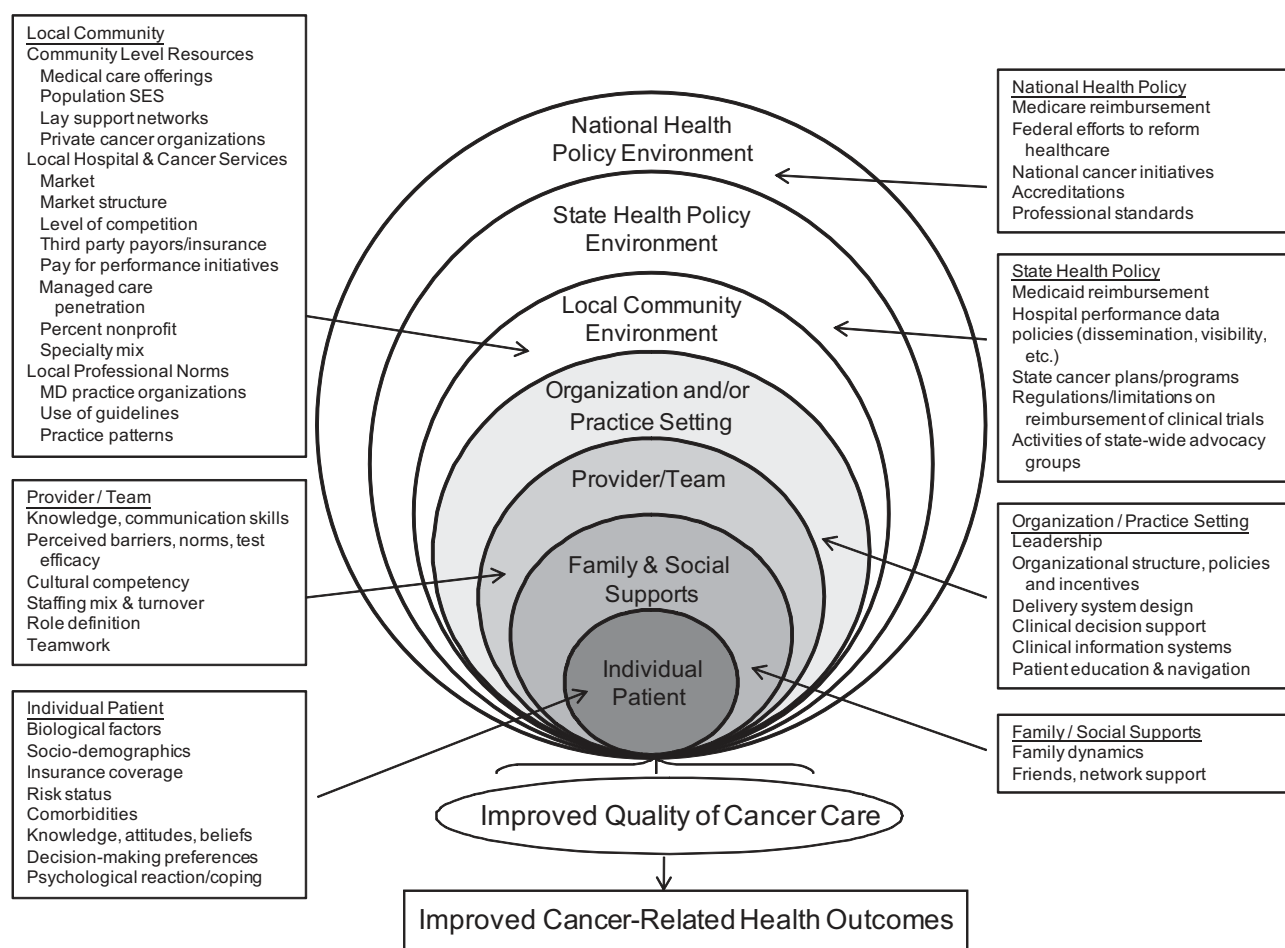 Local Community
Community Level Resources
Medical care offerings
Population SES
Lay support networks
Private cancer organizations
Local Hospital & Cancer Services
Market
Market structure
Level of competition
Third party payors/insurance
Pay for performance initiatives
Managed care
penetration
Percent nonprofit
Specialty mix
Local Professional Norms
MD practice organizations
Use of guidelines
Practice patterns
Provider / Team
Knowledge, communication skills
Perceived barriers, norms, test
efficacy
Cultural competency
Staffing mix & turnover
Role definition
Teamwork
Individual Patient
Biological factors
Socio-demographics
Insurance coverage
Risk status
Comorbidities
Knowledge, attitudes, beliefs
Decision-making preferences
Psychological reaction/coping
National Health
Policy Environment
State Health Policy
Environment
Local Community
Environment
Organization and/or
Practice Setting
Provider/Team
Family & Social
Supports
Individual
Patient
Improved Quality of Cancer Care
Improved Cancer-Related Health Outcomes
National Health Policy
Medicare reimbursement
Federal efforts to reform
healthcare
National cancer initiatives
Accreditations
Professional standards
State Health Policy
Medicaid reimbursement
Hospital performance data
policies (dissemination, visibility,
etc.)
State cancer plans/programs
Regulations/limitations on
reimbursement of clinical trials
Activities of state-wide advocacy
groups
Organization / Practice Setting
Leadership
Organizational structure, policies
and incentives
Delivery system design
Clinical decision support
Clinical information systems
Patient education & navigation
Family / Social Supports
Family dynamics
Friends, network support